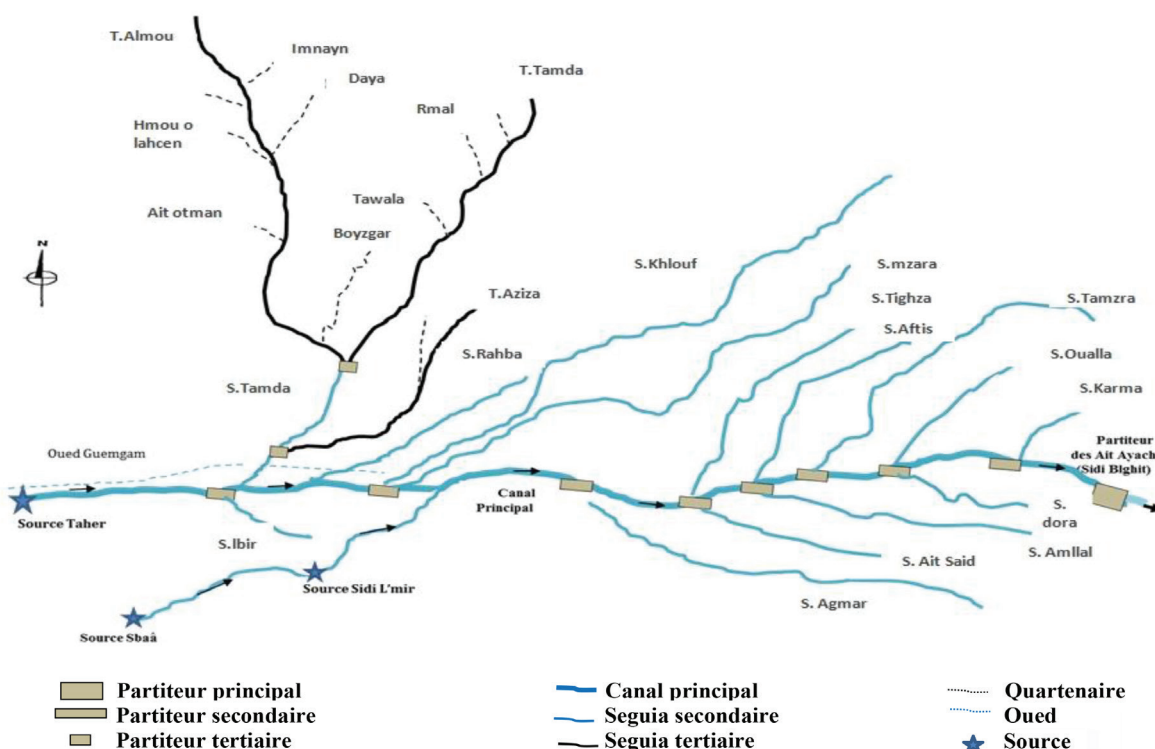 T.Almou
Imnayn
Daya
T.Tamda
Rmal
Hmou o
lahcen
Tawala
Ait otman
Boyzgar
N
S.Khlouf
S.mzara
T.Aziza
S.Tighza
S.Tamzra
S.Aftis
S.Rahba
S.Oualla
S.Tamda
S.Karma
Partiteur
des Ait Ayach
(Sidi Blghit)
Oued Guemgam
Canal
Principal
Source Taher
S.
dora
S.Ibir
S. Amllal
S. Ait Said
Source Sidi L'mir
S. Agmar
Source Sbaâ
Partiteur principal
Canal principal
Quartenaire
Partiteur secondaire
Seguia secondaire
Oued
Partiteur tertiaire
Seguia tertiaire
Source